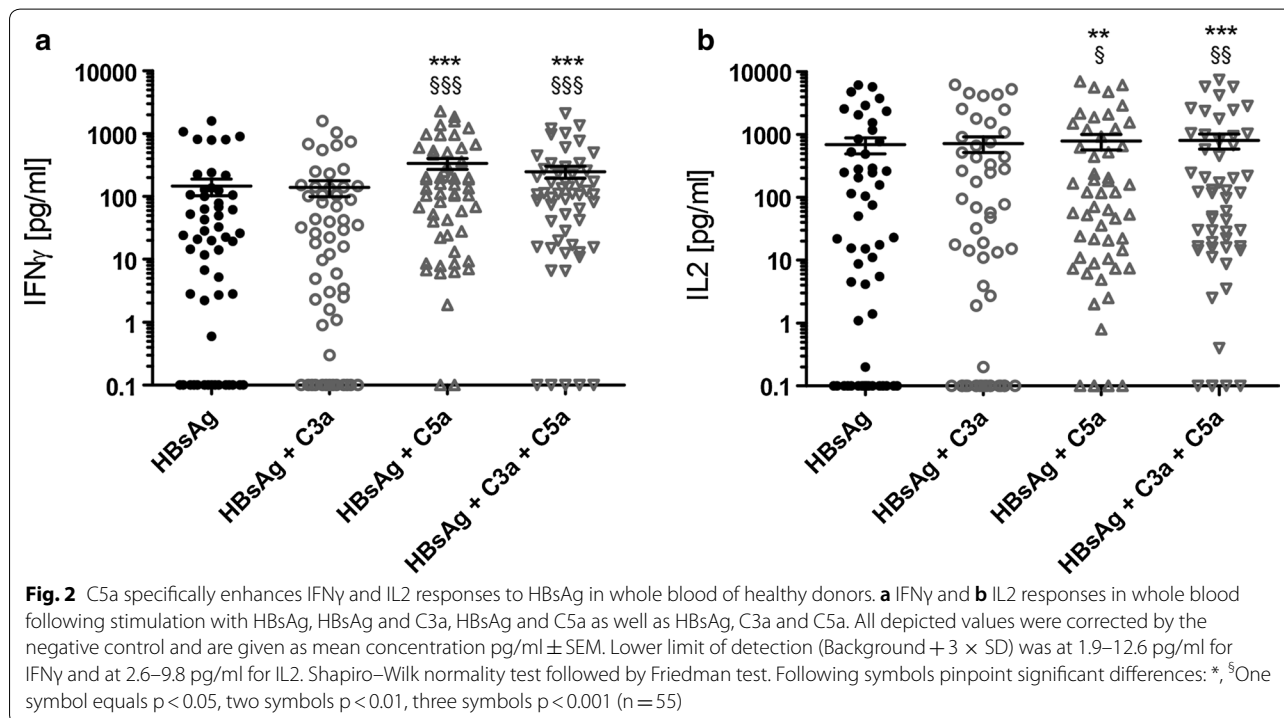 a
***
***
§§§
§§§
10000
1000
100
10
1
0.1
IFNγ [pg/ml]
HBsAg
HBsAg + C3a
HBsAg + C5a
HBsAg + C3a + C5a
b
**
***
§
§§
10000
1000
100
10
1
0.1
IL2 [pg/ml]
HBsAg
HBsAg + C3a
HBsAg + C5a
HBsAg + C3a + C5a
Fig. 2 C5a specifically enhances IFNγ and IL2 responses to HBsAg in whole blood of healthy donors. a IFNγ and b IL2 responses in whole blood
following stimulation with HBsAg, HBsAg and C3a, HBsAg and C5a as well as HBsAg, C3a and C5a. All depicted values were corrected by the
negative control and are given as mean concentration pg/ml ± SEM. Lower limit of detection (Background + 3 × SD) was at 1.9–12.6 pg/ml for
IFNγ and at 2.6–9.8 pg/ml for IL2. Shapiro–Wilk normality test followed by Friedman test. Following symbols pinpoint significant differences: *, §One
symbol equals p < 0.05, two symbols p < 0.01, three symbols p < 0.001 (n = 55)